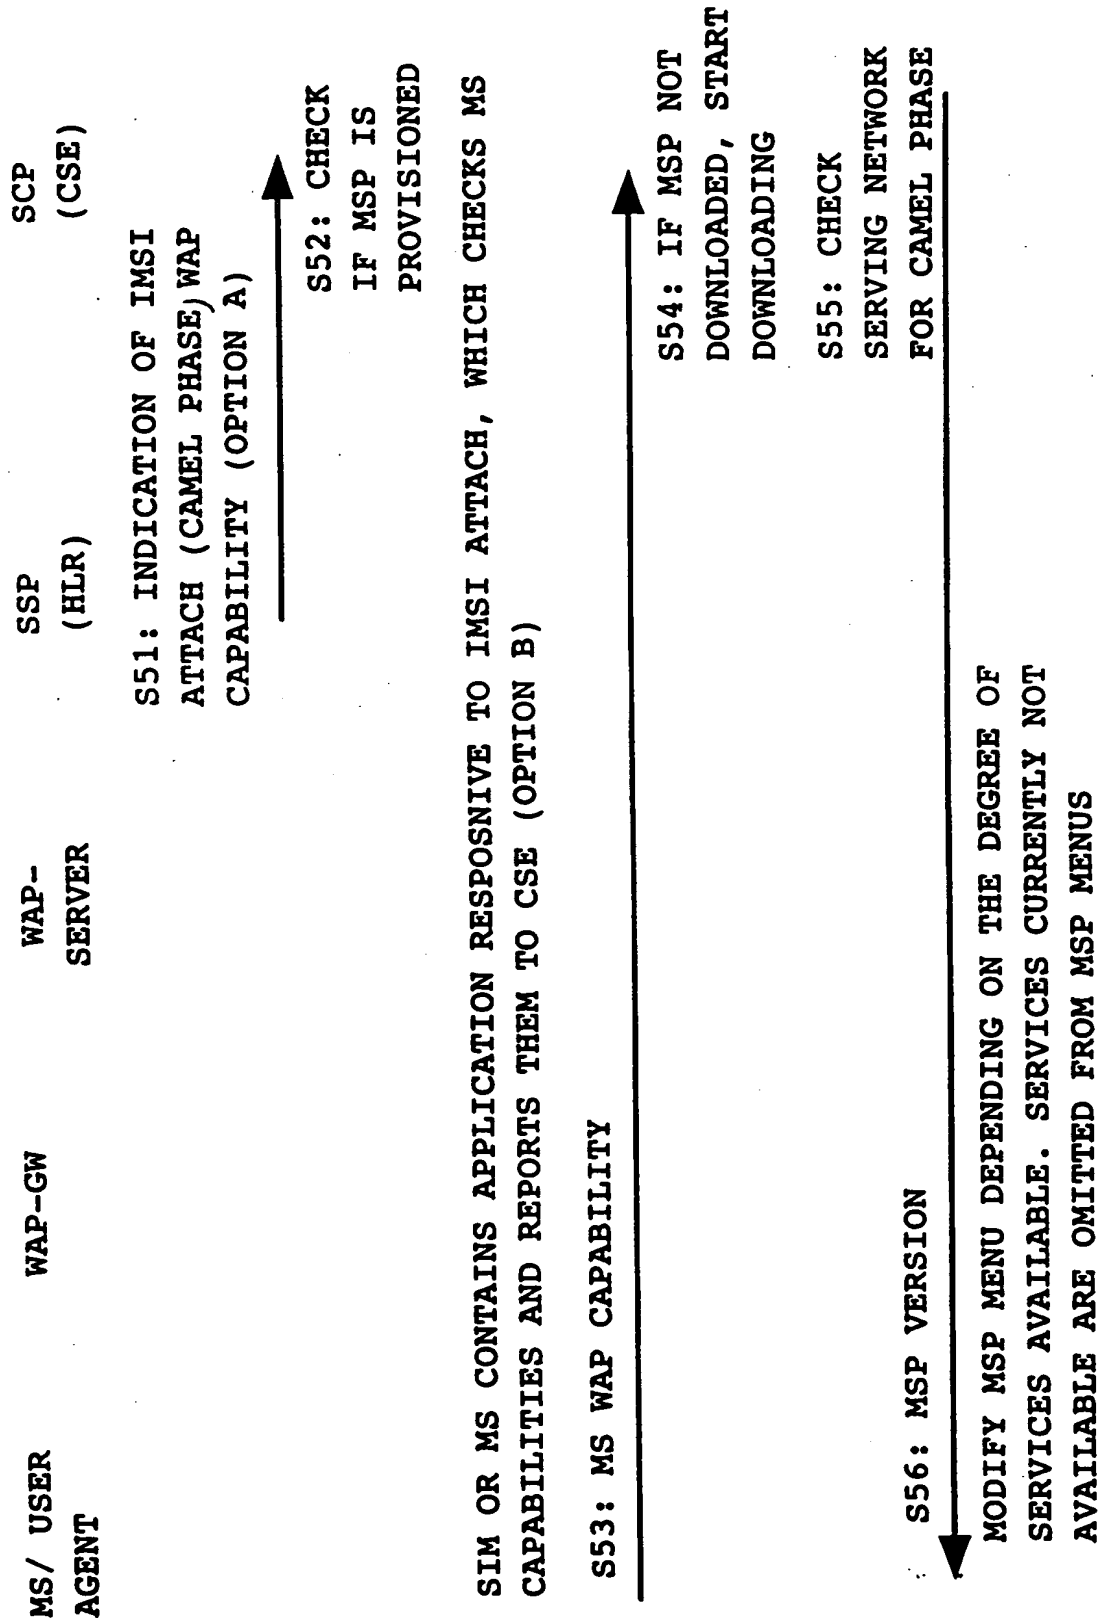 MS/ USER
AGENT
WAP-GW
WAP-
SERVER
SSP
(HLR)
SCP
(CSE)
S51: INDICATION OF IMSI
ATTACH (CAMEL PHASE, WAP
CAPABILITY (OPTION A)
S52: CHECK
IF MSP IS
PROVISIONED
SIM OR MS CONTAINS APPLICATION RESPOSNIVE TO IMSI ATTACH, WHICH CHECKS MS
CAPABILITIES AND REPORTS THEM TO CSE (OPTION B)
S53: MS WAP CAPABILITY
S54: IF MSP NOT
DOWNLOADED, START
DOWNLOADING
S55: CHECK
SERVING NETWORK
FOR CAMEL PHASE
S56: MSP VERSION
MODIFY MSP MENU DEPENDING ON THE DEGREE OF
SERVICES AVAILABLE. SERVICES CURRENTLY NOT
AVAILABLE ARE OMITTED FROM MSP MENUS